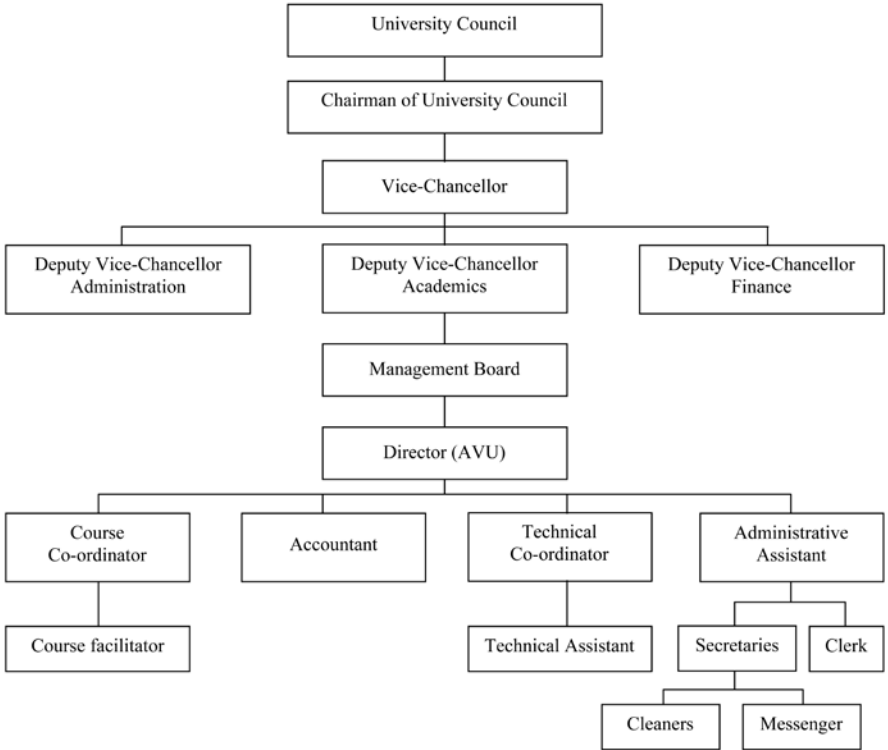 University Council
Chairman of University Council
Vice-Chancellor
Deputy Vice-Chancellor
Administration
Deputy Vice-Chancellor
Academics
Deputy Vice-Chancellor
Finance
Management Board
Director (AVU)
Course
Co-ordinator
Accountant
Technical
Co-ordinator
Administrative
Assistant
Course facilitator
Technical Assistant
Secretaries
Clerk
Cleaners
Messenger